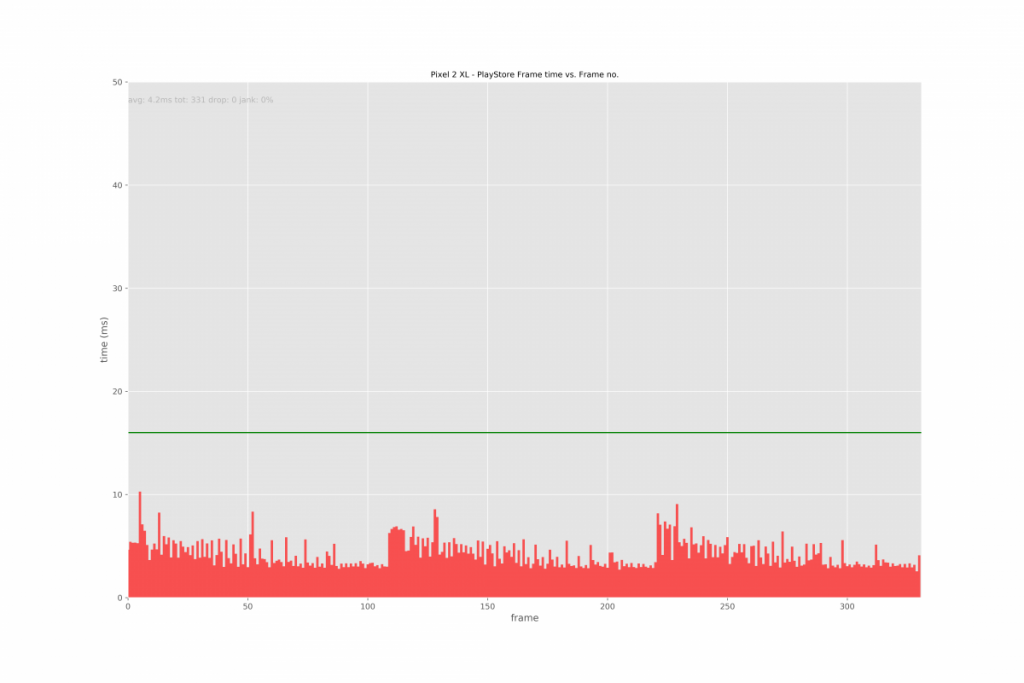 Pixel 2 XL - PlayStore Frame time vs. Frame no.
avg: 4.2ms tot: 331 drop: 0 jank: 0%
50
40
30
20
10
0
time (ms)
0 50 100 150 200 250 300
frame